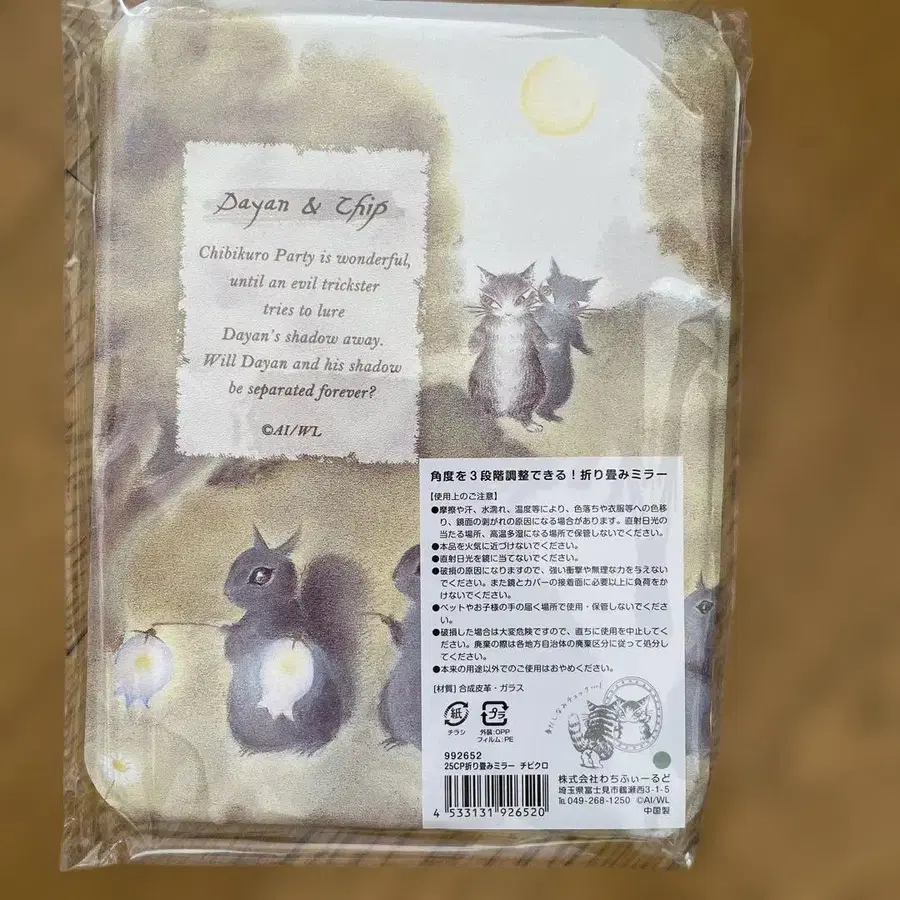 Dayan & Chip
Chibikuro Party is wonderful,
until an evil trickster
tries to lure
Dayan's shadow away.
Will Dayan and his shadow
be separated forever?
©AI/WL
角度を3段階調整できる！折り畳みミラー
【使用上のご注意】
●摩擦や汗、水濡れ、温度等により、色落ちや衣服等への色移
り、鏡面の剥がれの原因になる場合があります。直射日光の
当たる場所、高温多湿になる場所で保管しないでください。
●本品を火気に近づけないでください。
●直射日光を鏡に当てないでください。
●破損の原因になりますので、強い衝撃や無理な力を与えない
でください。また鏡とカバーの接着面に必要以上に負荷をか
けないでください。
●ペットやお子様の手の届く場所で使用・保管しないでくださ
い。
●破損した場合は大変危険ですので、直ちに使用を中止してく
ださい。廃棄の際は各地方自治体の廃棄区分に従って処分し
てください。
●本来の用途以外でのご使用はおやめください。
[材質] 合成皮革・ガラス
紙
チラシ
プラ
外装:OPP
フィルム:PE
身だしなみチェック…!
992652
25CP折り畳みミラー チビクロ
4 533131 926520
株式会社わちふぃーるど
埼玉県富士見市鶴瀬西3-1-5
℡049-268-1250 ©AI/WL
中国製